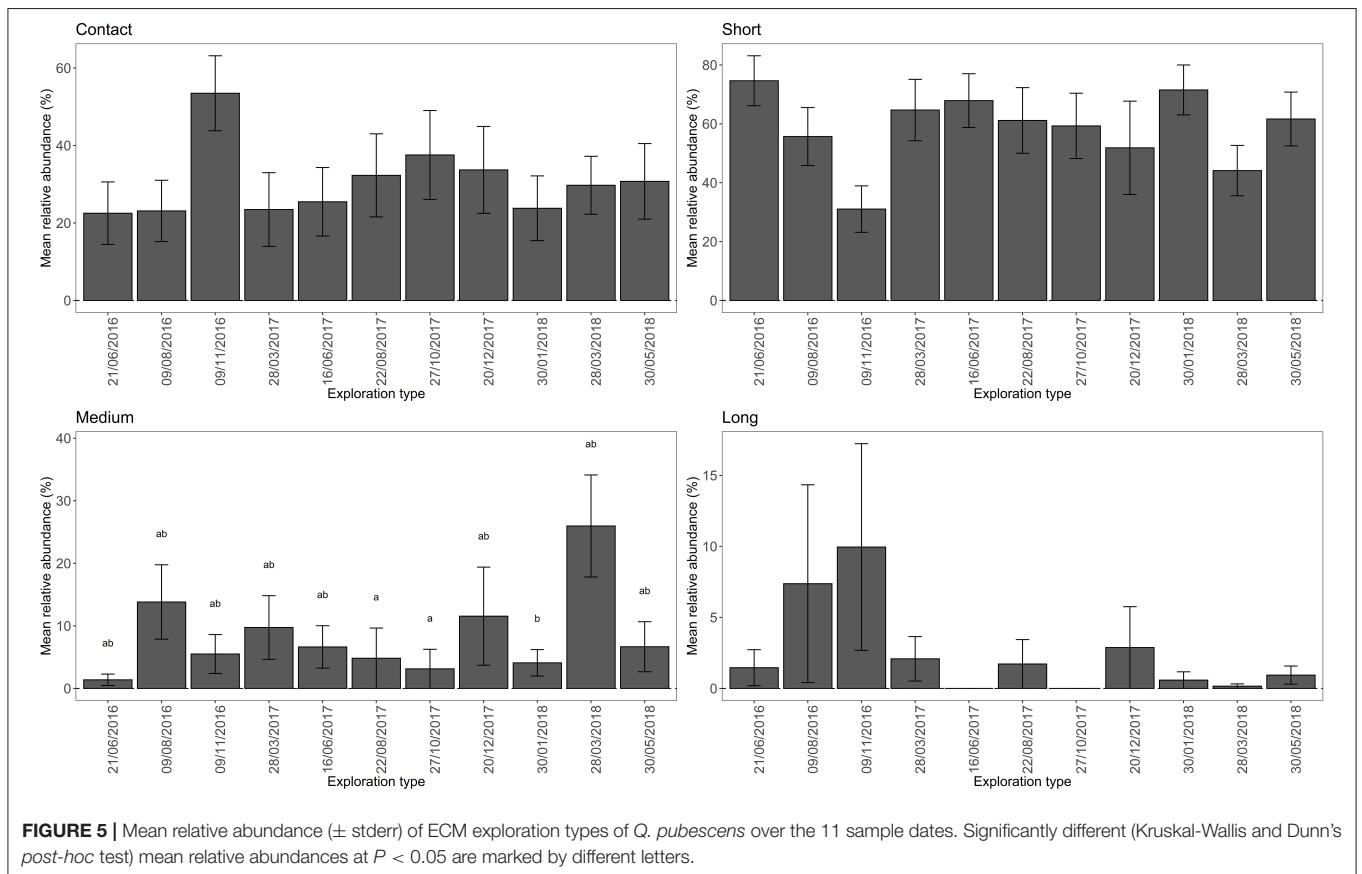 Contact
Mean relative abundance (%)
60
40
20
0
21/06/2016
09/08/2016
09/11/2016
28/03/2017
16/06/2017
22/08/2017
27/10/2017
20/12/2017
30/01/2018
28/03/2018
30/05/2018
Exploration type
Short
Mean relative abundance (%)
80
60
40
20
0
21/06/2016
09/08/2016
09/11/2016
28/03/2017
16/06/2017
22/08/2017
27/10/2017
20/12/2017
30/01/2018
28/03/2018
30/05/2018
Exploration type
Medium
Mean relative abundance (%)
40
30
20
10
0
ab
ab
ab
ab
ab
a
a
ab
b
ab
ab
21/06/2016
09/08/2016
09/11/2016
28/03/2017
16/06/2017
22/08/2017
27/10/2017
20/12/2017
30/01/2018
28/03/2018
30/05/2018
Exploration type
Long
Mean relative abundance (%)
15
10
5
0
21/06/2016
09/08/2016
09/11/2016
28/03/2017
16/06/2017
22/08/2017
27/10/2017
20/12/2017
30/01/2018
28/03/2018
30/05/2018
Exploration type
FIGURE 5 | Mean relative abundance (± stderr) of ECM exploration types of Q. pubescens over the 11 sample dates. Significantly different (Kruskal-Wallis and Dunn's
post-hoc test) mean relative abundances at P < 0.05 are marked by different letters.